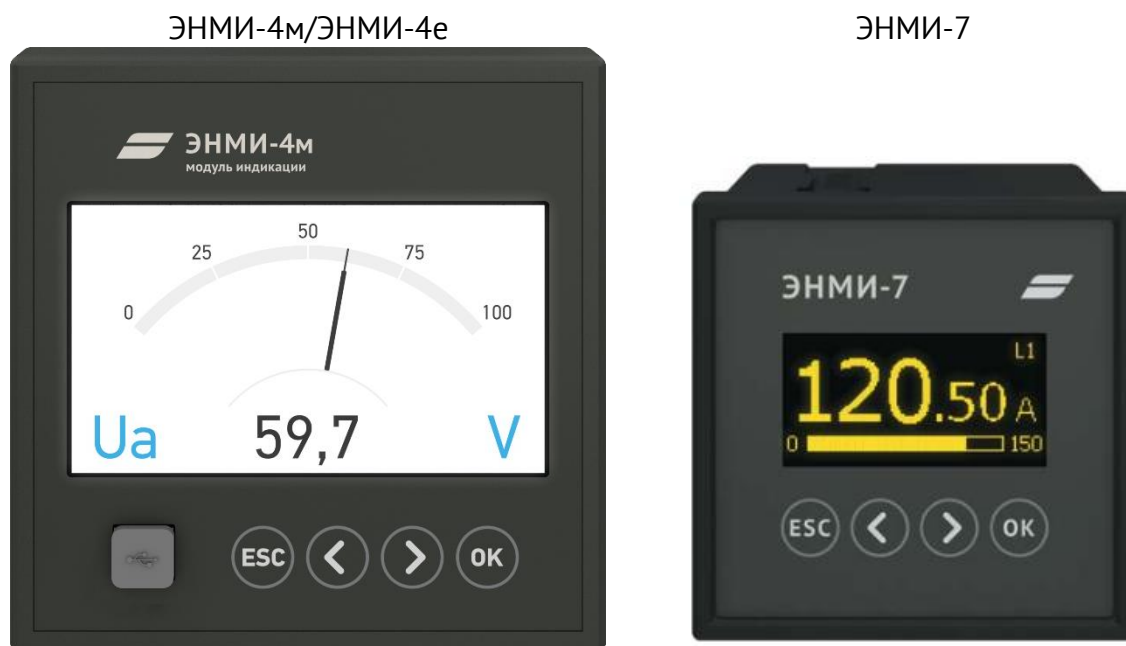 ЭНМИ-4м/ЭНМИ-4е
ЭНМИ-7
ЭНМИ-4м
модуль индикации
0
25
50
75
100
Ua 59,7 V
ESC
OK
ЭНМИ-7
L1
120.50 A
0 150
ESC
OK